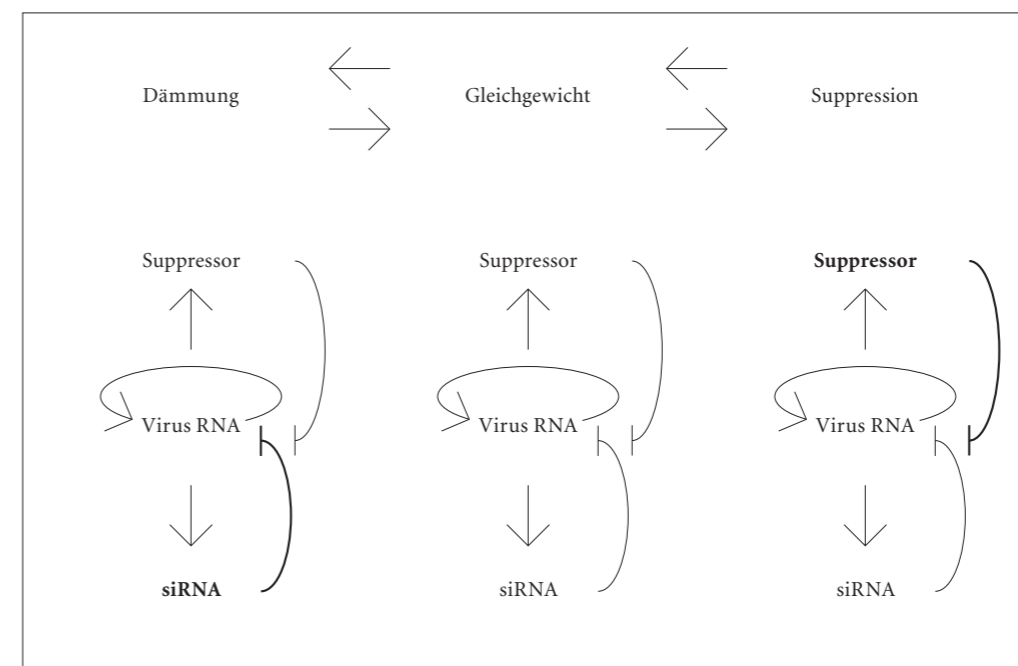 Dämmung Gleichgewicht Suppression
Suppressor Suppressor Suppressor
Virus RNA Virus RNA Virus RNA
siRNA siRNA siRNA